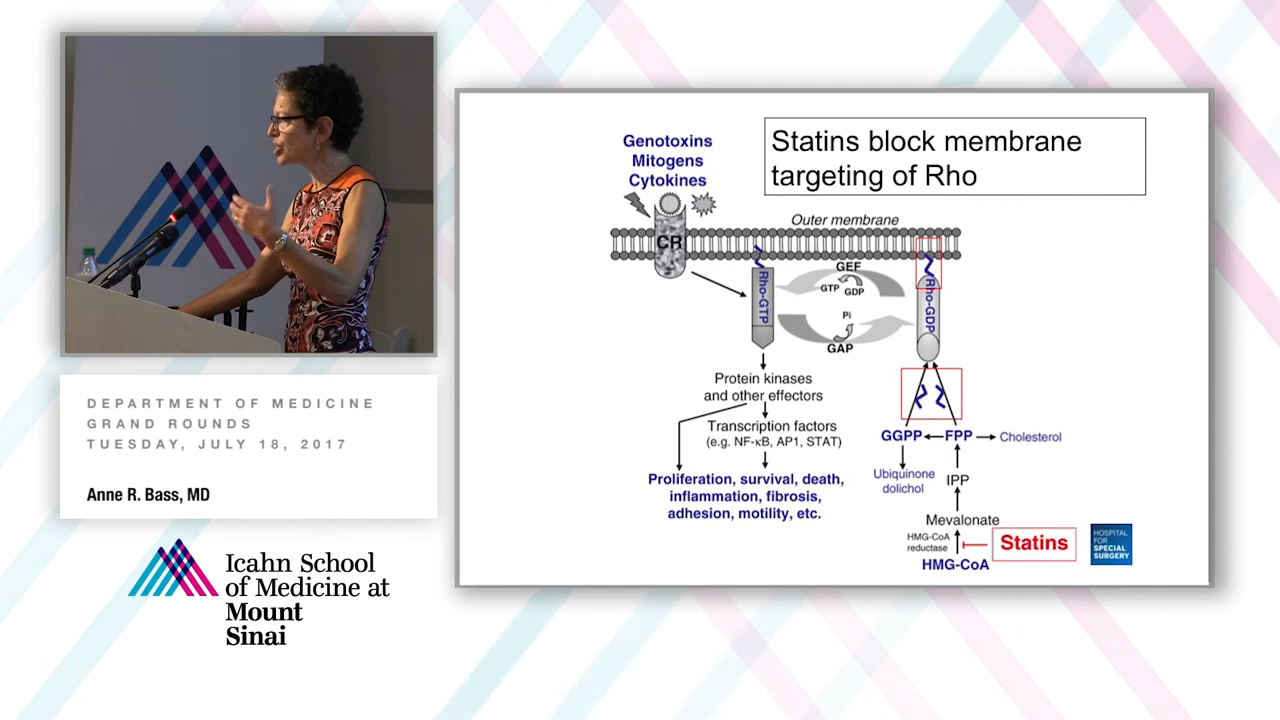 Genotoxins
Mitogens
Cytokines
Statins block membrane
targeting of Rho
Outer membrane
CR
GEF
GTP
GDP
Rho-GTP
Rho-GDP
Pi
GAP
Protein kinases
and other effectors
Transcription factors
(e.g. NF-κB, AP1, STAT)
Proliferation, survival, death,
inflammation, fibrosis,
adhesion, motility, etc.
GGPP
FPP
Cholesterol
Ubiquinone
dolichol
IPP
Mevalonate
HMG-CoA
reductase
Statins
HMG-CoA
HOSPITAL
FOR
SPECIAL
SURGERY
DEPARTMENT OF MEDICINE
GRAND ROUNDS
TUESDAY, JULY 18, 2017
Anne R. Bass, MD
Icahn School
of Medicine at
Mount
Sinai